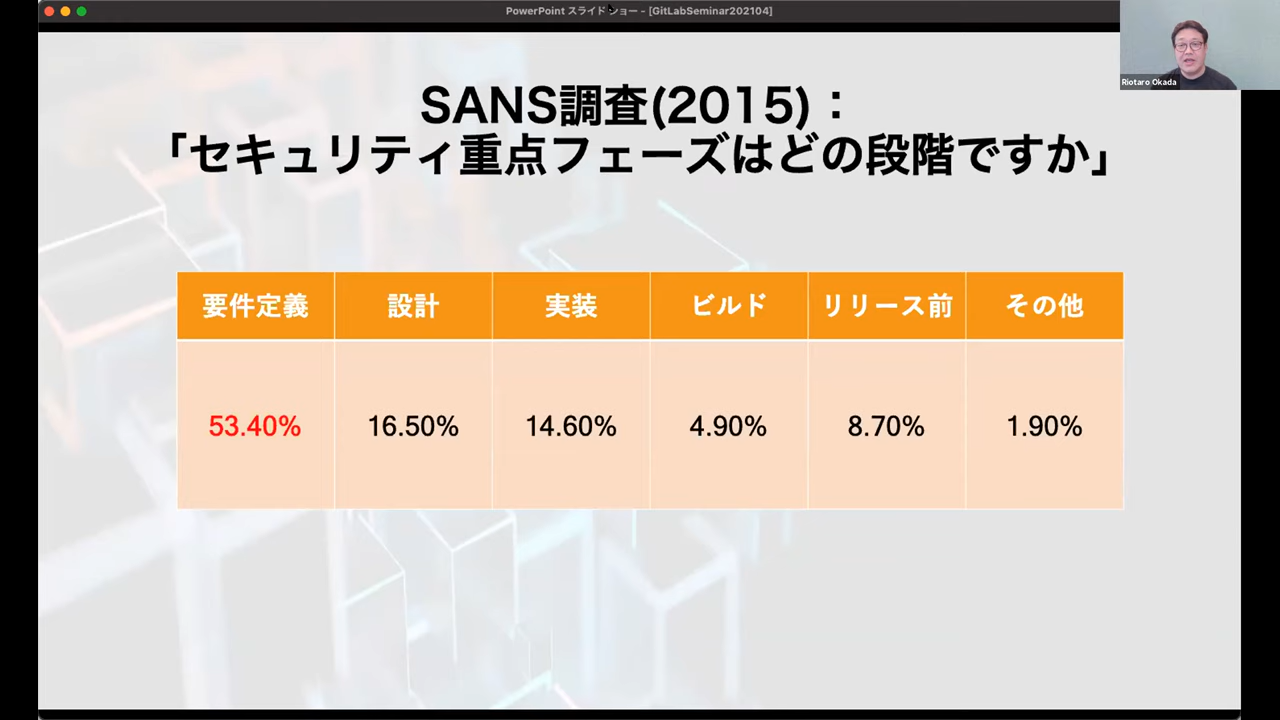 PowerPoint スライド ショー - [GitLabSeminar202104]
Riotaro Okada
SANS調査(2015)：
「セキュリティ重点フェーズはどの段階ですか」
要件定義 設計 実装 ビルド リリース前 その他
53.40% 16.50% 14.60% 4.90% 8.70% 1.90%